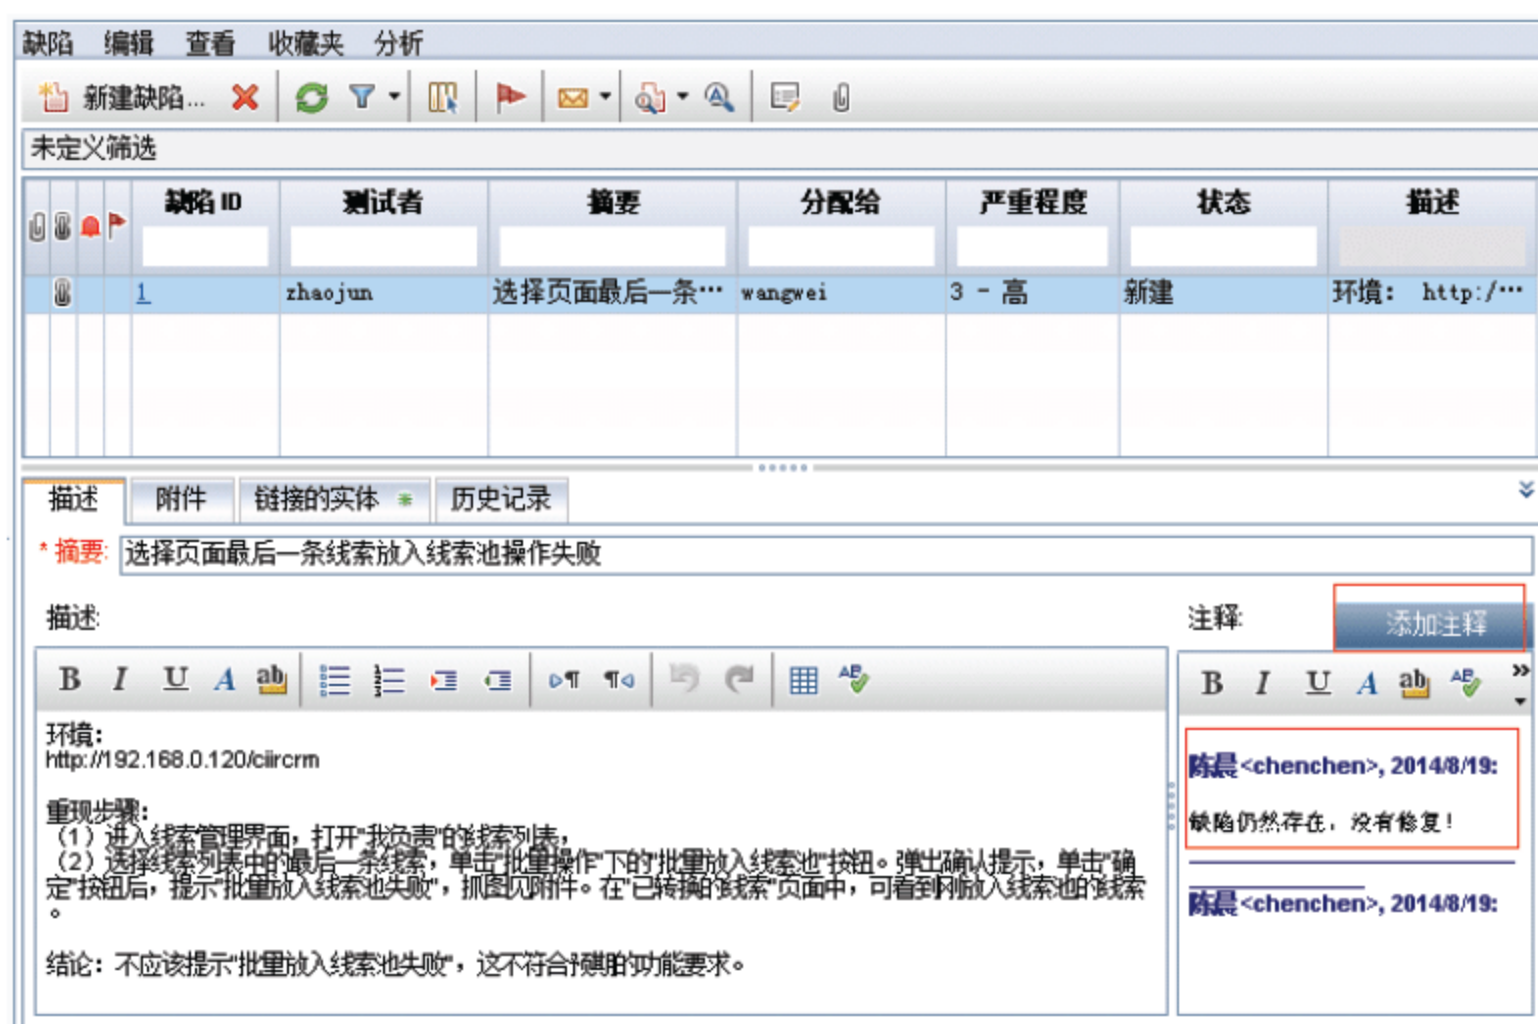 缺陷 编辑 查看 收藏夹 分析
新建缺陷...
未定义筛选
缺陷 ID 测试者 摘要 分配给 严重程度 状态 描述
1 zhaojun 选择页面最后一条… wangwei 3 - 高 新建 环境： http:/…
描述 附件 链接的实体 * 历史记录
* 摘要: 选择页面最后一条线索放入线索池操作失败
描述: 注释: 添加注释
B I U A ab B I U A ab
环境：
http://192.168.0.120/ciircrm
重现步骤：
（1）进入线索管理界面，打开"我负责"的线索列表，
（2）选择线索列表中的最后一条线索，单击"批量操作"下的"批量放入线索池"按钮。弹出确认提示，单击"确
定"按钮后，提示"批量放入线索池失败"，抓图见附件。在"已转换的线索"页面中，可看到刚放入线索池的线索
。
结论：不应该提示"批量放入线索池失败"，这不符合预期的功能要求。
陈晨 <chenchen>, 2014/8/19:
缺陷仍然存在，没有修复！
陈晨 <chenchen>, 2014/8/19: